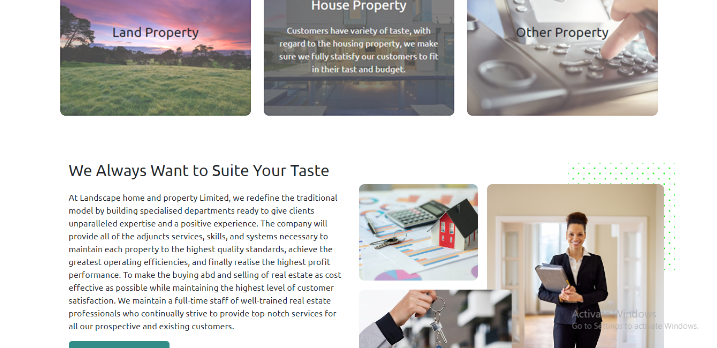 House Property
Land Property
Customers have variety of taste, with
regard to the housing property, we make
sure we fully statisfy our customers to fit
in their tast and budget.
Other Property
We Always Want to Suite Your Taste
At Landscape home and property Limited, we redefine the traditional
model by building specialised departments ready to give clients
unparalleled expertise and a positive experience. The company will
provide all of the adjuncts services, skills, and systems necessary to
maintain each property to the highest quality standards, achieve the
greatest operating efficiencies, and finally realise the highest profit
performance. To make the buying abd and selling of real estate as cost
effective as possible while maintaining the highest level of customer
satisfaction. We maintain a full-time staff of well-trained real estate
professionals who continually strive to provide top-notch services for
all our prospective and existing customers.
Activate Windows
Go to Settings to activate Windows.